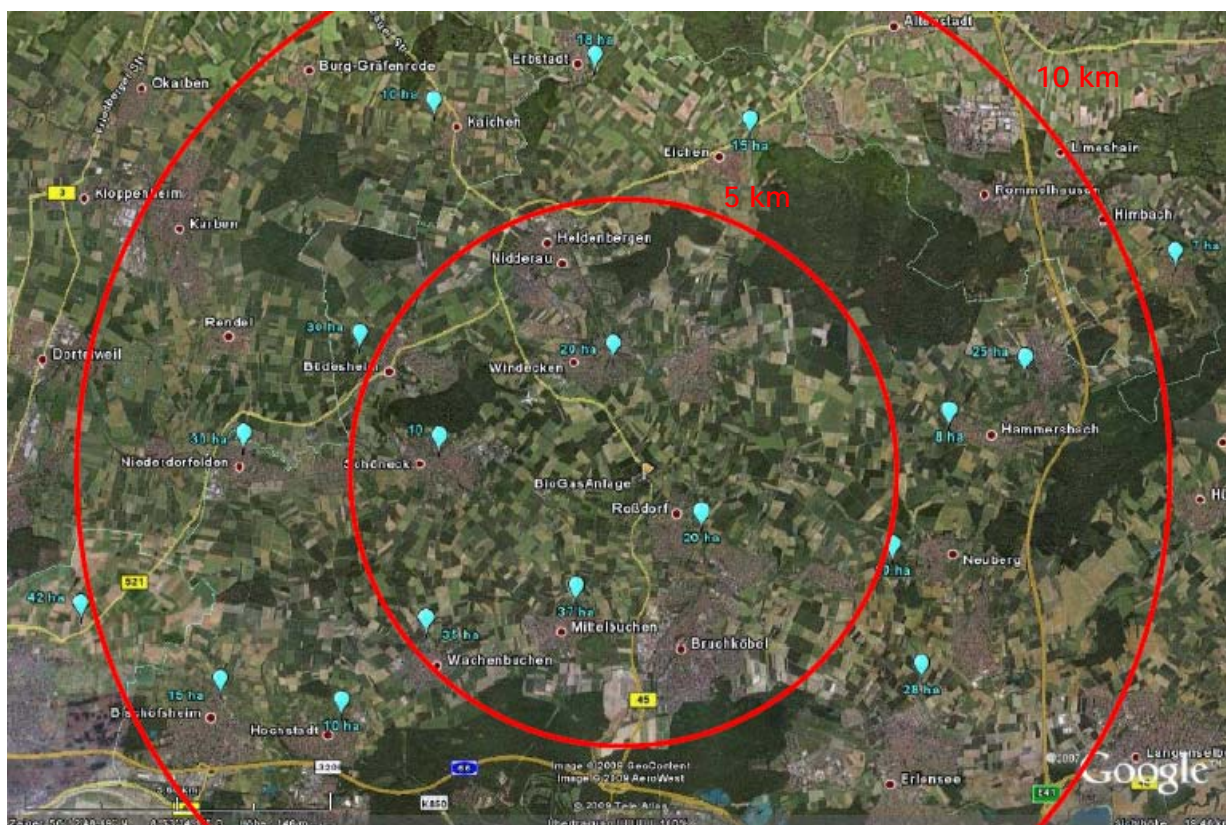 Altenstadt
18 ha
Erbstadt
Burg-Gräfenrode
10 km
Okarben
10 ha
Kaichen
15 ha
Eichen
Limeshain
3
Kloppenheim
5 km
Rommelhausen
Himbach
Karben
Heldenbergen
7 ha
Nidderau
Rendel
30 ha
20 ha
25 ha
Dortelweil
Büdesheim
Windecken
8 ha
Hammersbach
10
Niederdorfelden
Schöneck
BioGasAnlage
Roßdorf
20 ha
Neuberg
521
42 ha
37 ha
35 ha
Mittelbuchen
Bruchköbel
Wachenbuchen
28 ha
15 ha
45
Bischofsheim
10 ha
Hochstadt
66
Image © 2009 GeoContent
Image © 2009 AeroWest
© 2009 Tele Atlas
Google
Erlensee
K850
E41